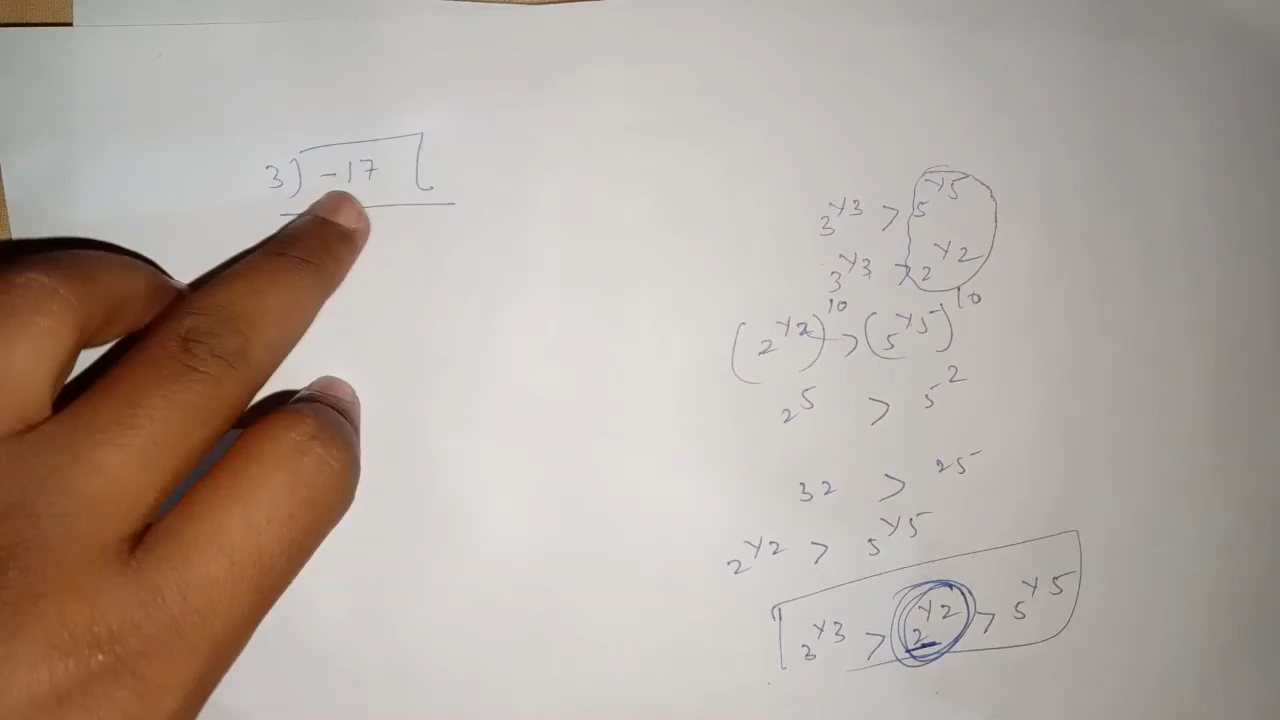 3) -17
3^1/3 > 5^1/5
3^1/3 > 2^1/2
(2^1/2)^10 > (5^1/5)^10
2^5 > 5^2
32 > 25
2^1/2 > 5^1/5
3^1/3 > 2^1/2 > 5^1/5